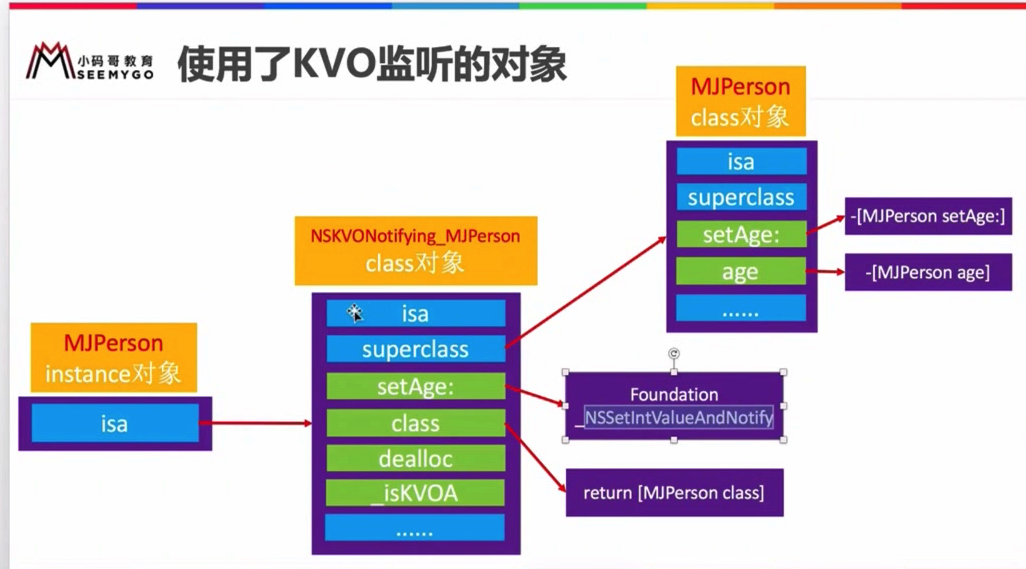 小码哥教育
SEEMYGO
使用了KVO监听的对象
MJPerson
class对象
isa
superclass
setAge:
age
......
-[MJPerson setAge:]
-[MJPerson age]
NSKVONotifying_MJPerson
class对象
isa
superclass
setAge:
class
dealloc
_isKVOA
......
MJPerson
instance对象
isa
Foundation
_NSSetIntValueAndNotify
return [MJPerson class]